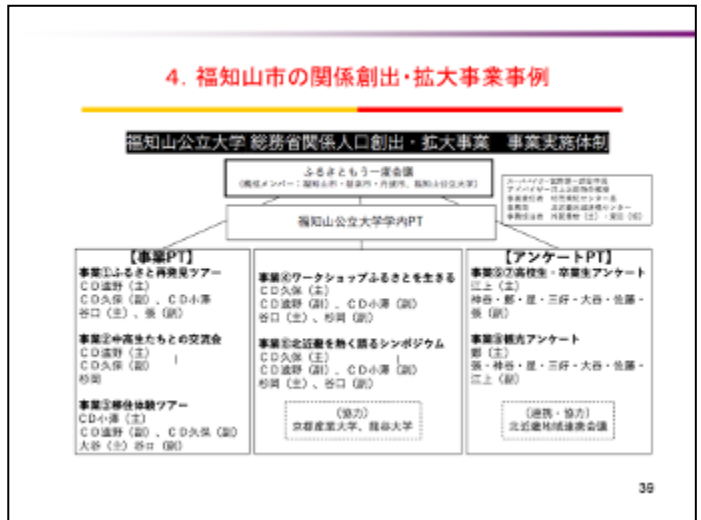 4. 福知山市の関係創出・拡大事業事例
福知山公立大学 総務省関係人口創出・拡大事業 事業実施体制
ふるさともう一度会議
福知山公立大学学内PT
【事業PT】
事業①ふるさと再発見ツアー
CD遠野(主)
CD久保(副)、CD小澤
谷口(主)、張(副)
事業②中高生たちとの交流会
CD遠野(主)
CD久保(副)
杉岡
事業③移住体験ツアー
CD小澤(主)
CD遠野(副)、CD久保(副)
大谷(主)谷口(副)
事業④ワークショップふるさとを生きる
CD久保(主)
CD遠野(副)、CD小澤(副)
谷口(主)、杉岡(副)
北近畿を熱く語るシンポジウム
CD久保(主)
CD遠野(副)、CD小澤(副)
杉岡(主)、谷口(副)
(協力)
京都産業大学、龍谷大学
【アンケートPT】
高校生・卒業生アンケート
江上(主)
神谷・鄭・星・三好・大谷・佐藤・
張(副)
観光アンケート
鄭(主)
張・神谷・星・三好・大谷・佐藤・
江上(副)
(連携・協力)
北近畿地域連携会議
39